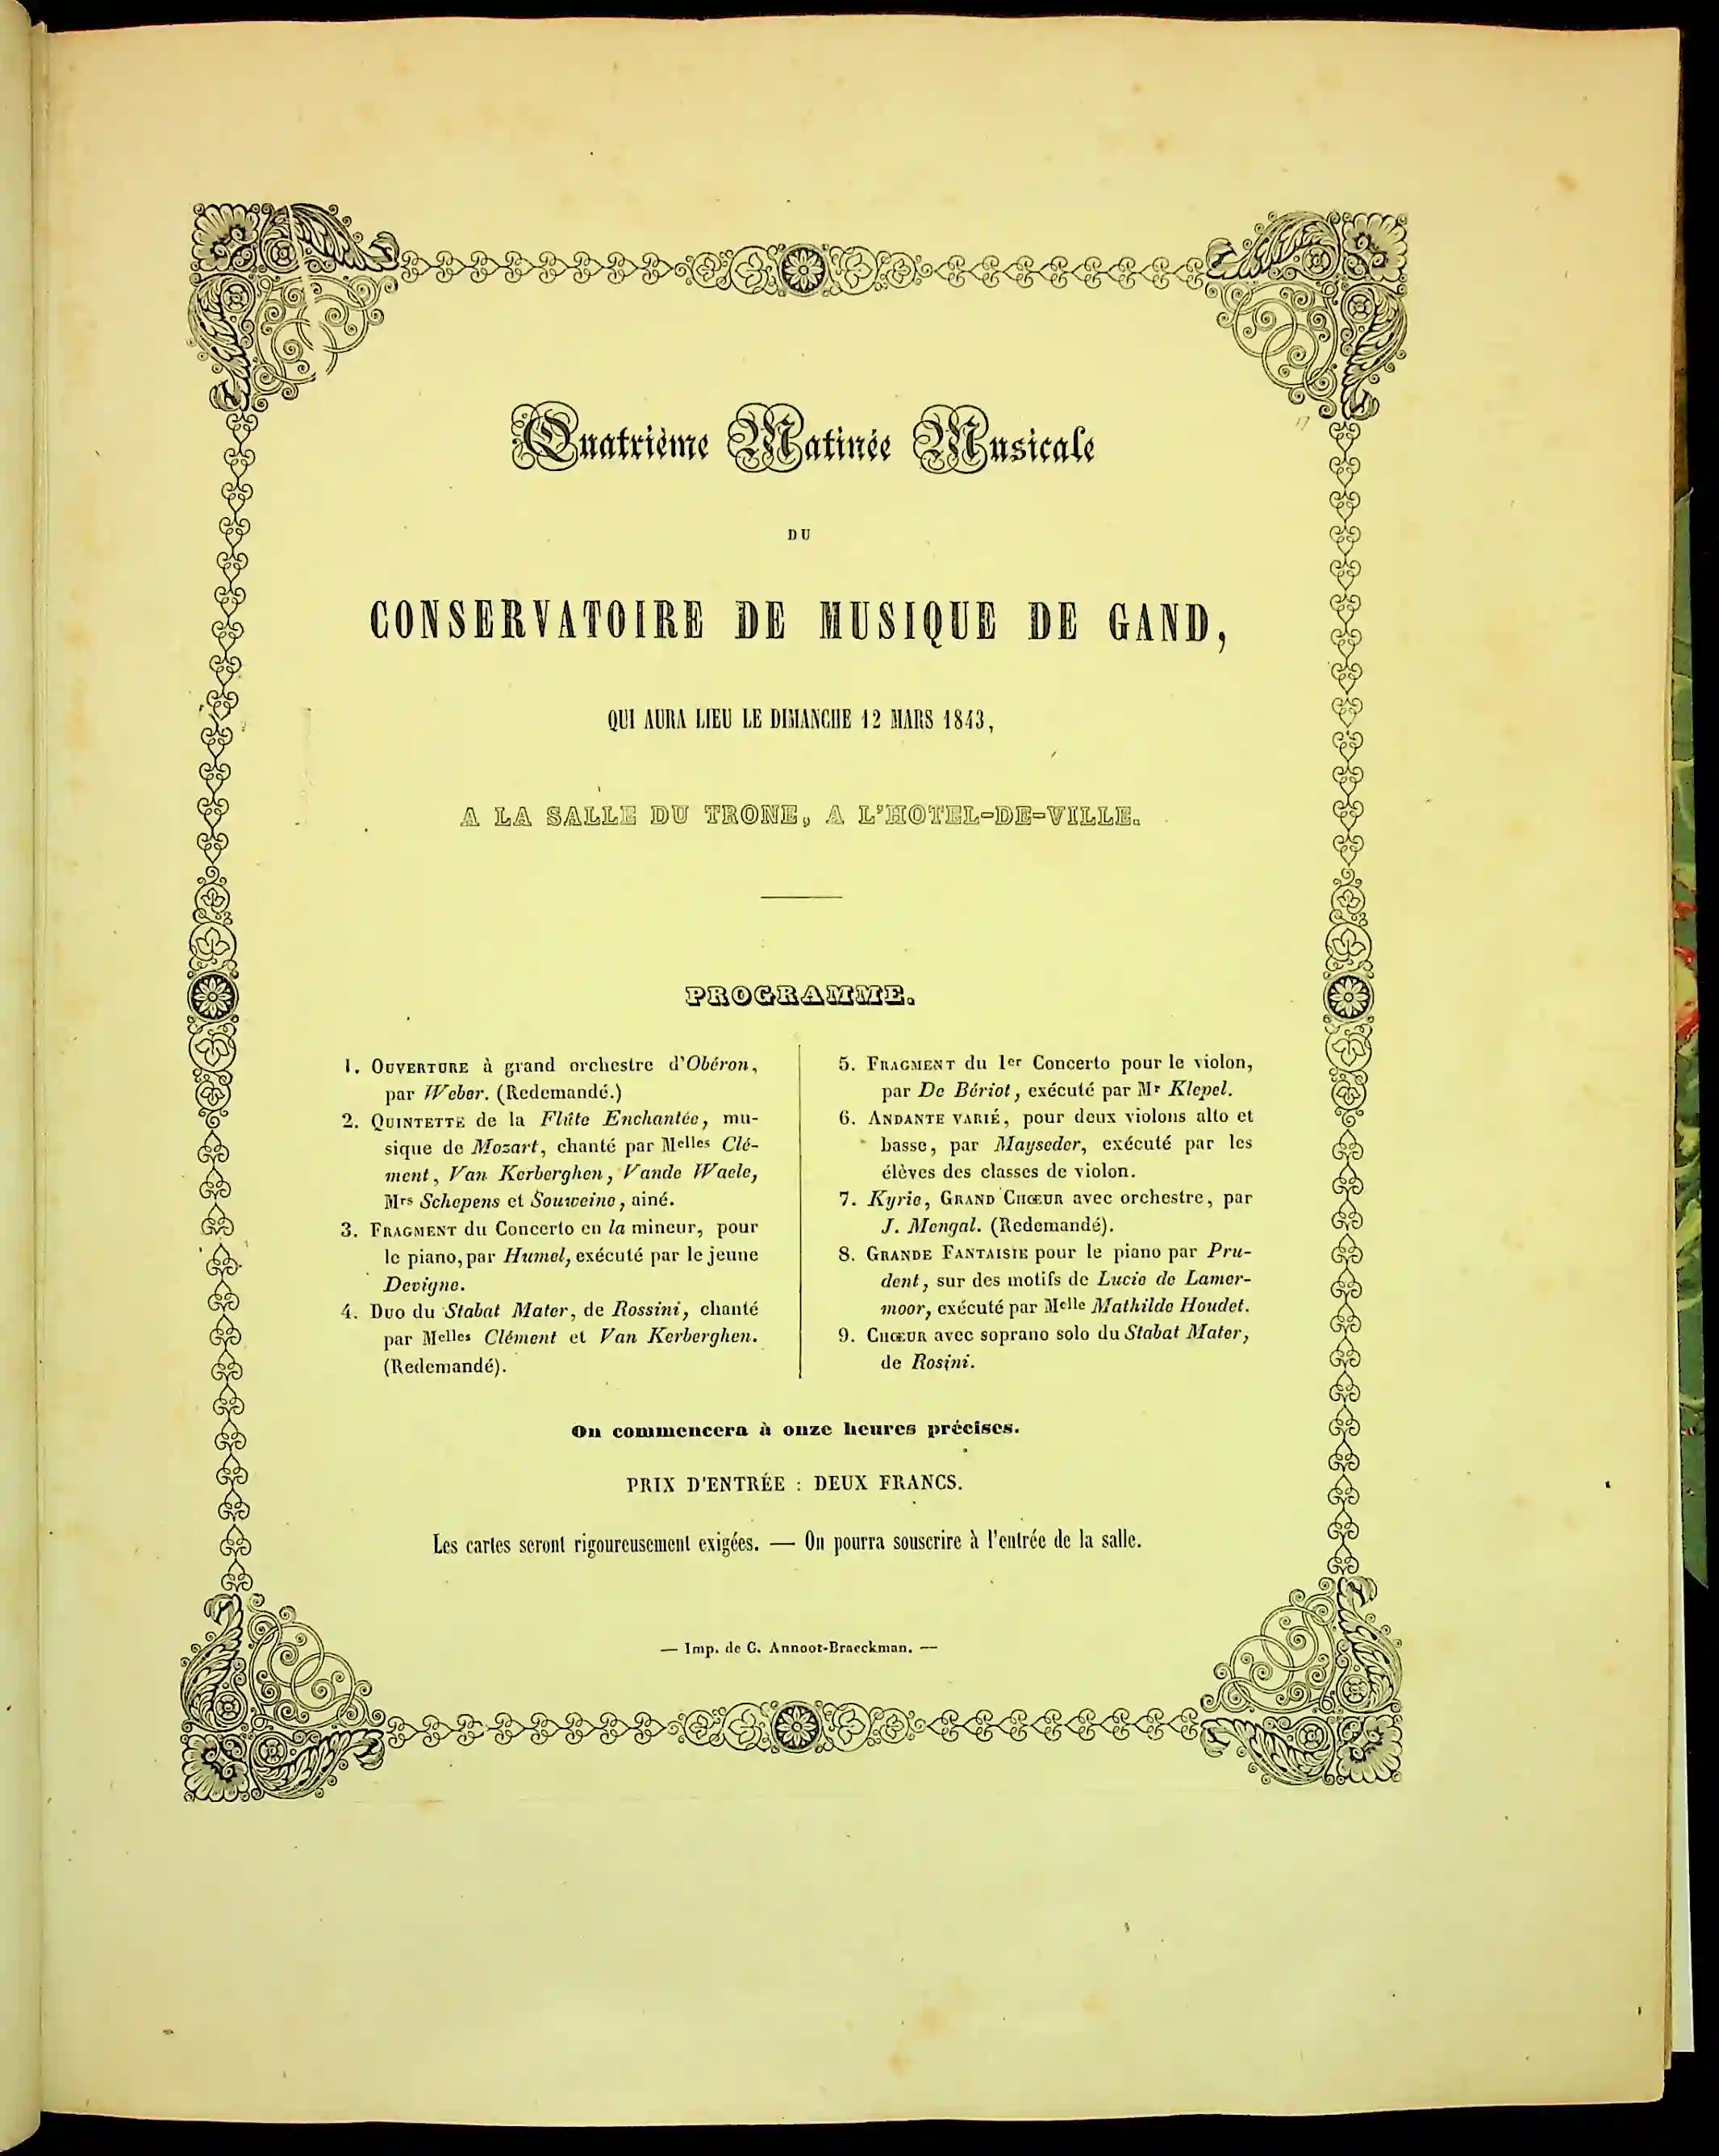 Quatrième Matinée Musicale
DU
CONSERVATOIRE DE MUSIQUE DE GAND,
QUI AURA LIEU LE DIMANCHE 12 MARS 1843,
A LA SALLE DU TRONE, A L'HOTEL-DE-VILLE.
PROGRAMME.
1. OUVERTURE à grand orchestre d'Obéron,
par Weber. (Redemandé.)
2. QUINTETTE de la Flûte Enchantée, mu-
sique de Mozart, chanté par Melles Clé-
ment, Van Kerberghen, Vande Waele,
Mrs Schepens et Souweine, ainé.
3. FRAGMENT du Concerto en la mineur, pour
le piano, par Humel, exécuté par le jeune
Devigne.
4. Duo du Stabat Mater, de Rossini, chanté
par Melles Clément et Van Kerberghen.
(Redemandé).
5. FRAGMENT du 1er Concerto pour le violon,
par De Bériot, exécuté par Mr Klepel.
6. ANDANTE VARIÉ, pour deux violons alto et
basse, par Mayseder, exécuté par les
élèves des classes de violon.
7. Kyrie, GRAND CHŒUR avec orchestre, par
J. Mengal. (Redemandé).
8. GRANDE FANTAISIE pour le piano par Pru-
dent, sur des motifs de Lucie de Lamer-
moor, exécuté par Melle Mathilde Houdet.
9. CHŒUR avec soprano solo du Stabat Mater,
de Rosini.
On commencera à onze heures précises.
PRIX D'ENTRÉE : DEUX FRANCS.
Les cartes seront rigoureusement exigées. — On pourra souscrire à l'entrée de la salle.
— Imp. de C. Annoot-Braeckman. —